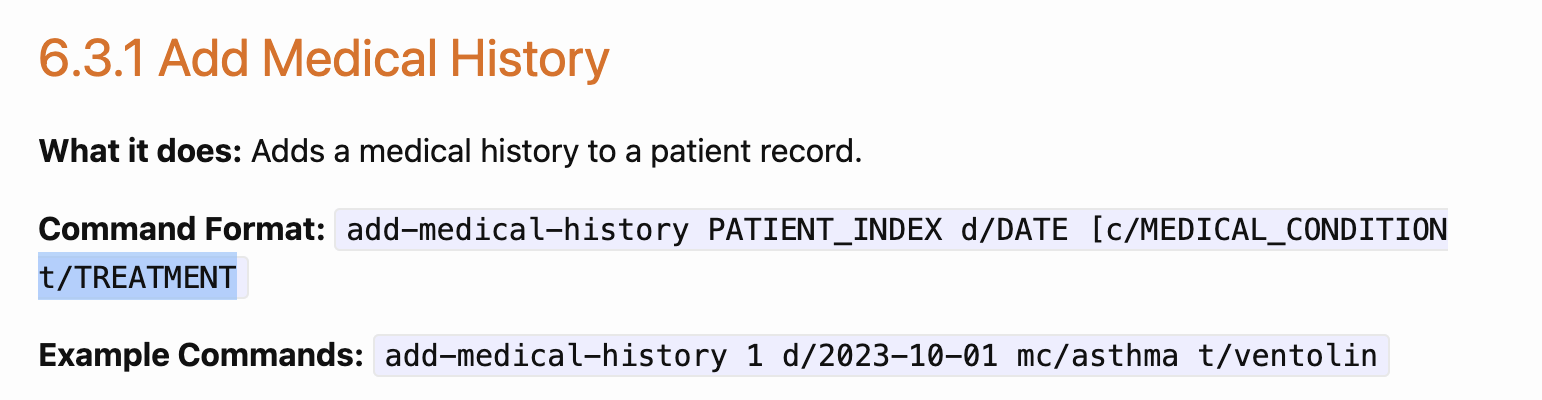 6.3.1 Add Medical History
What it does: Adds a medical history to a patient record.
Command Format: add-medical-history PATIENT_INDEX d/DATE [c/MEDICAL_CONDITION
t/TREATMENT
Example Commands: add-medical-history 1 d/2023-10-01 mc/asthma t/ventolin